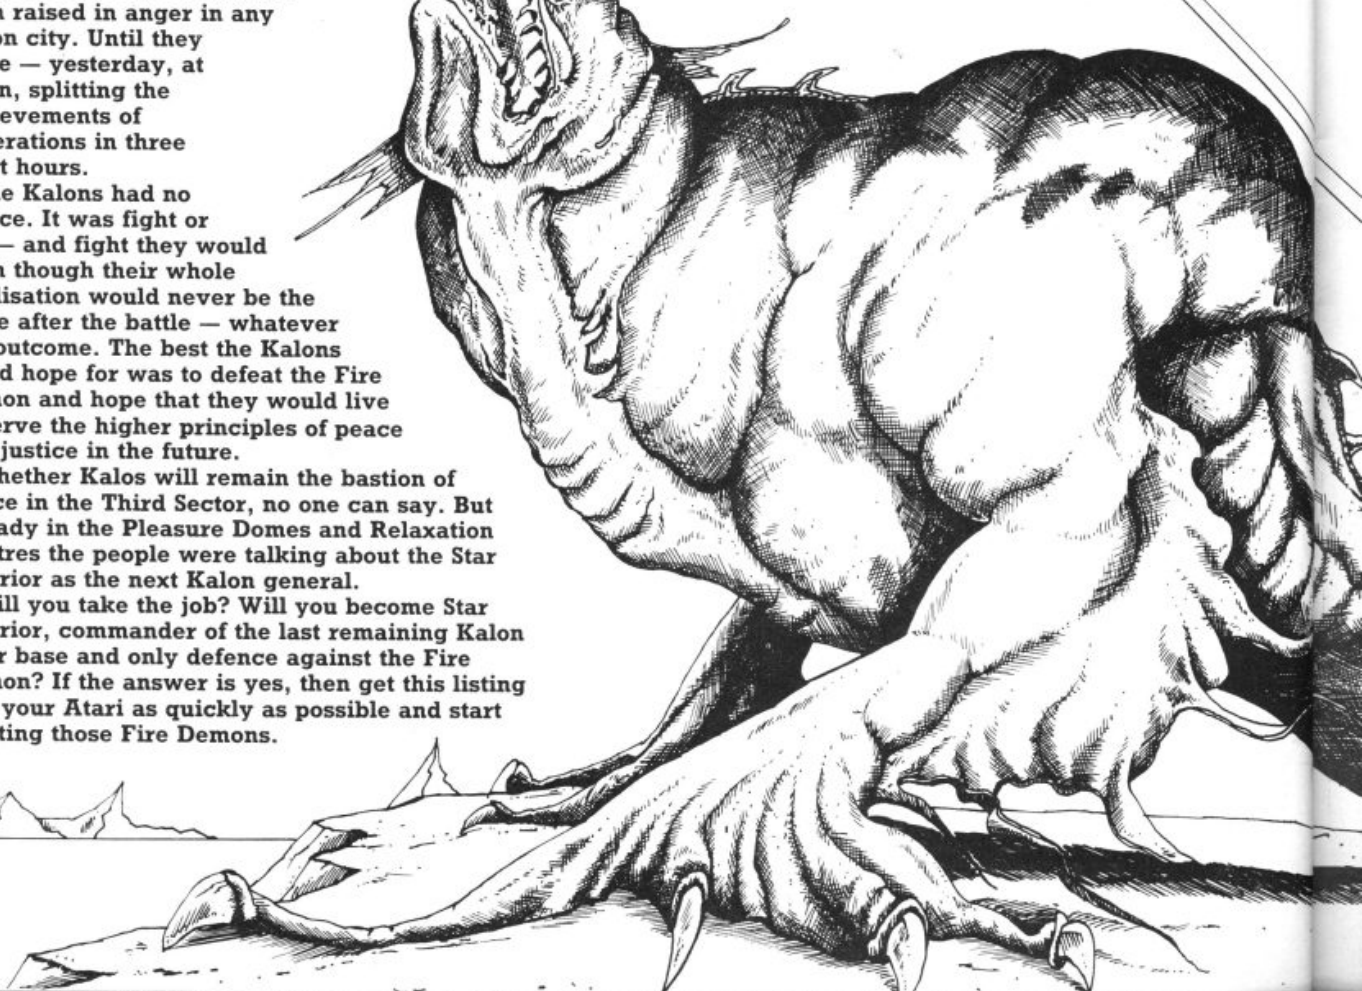 n raised in anger in any
on city. Until they
e — yesterday, at
n, splitting the
evements of
erations in three
t hours.
e Kalons had no
ce. It was fight or
— and fight they would
n though their whole
lisation would never be the
e after the battle — whatever
outcome. The best the Kalons
d hope for was to defeat the Fire
on and hope that they would live
erve the higher principles of peace
justice in the future.
hether Kalos will remain the bastion of
ce in the Third Sector, no one can say. But
ady in the Pleasure Domes and Relaxation
tres the people were talking about the Star
rior as the next Kalon general.
ill you take the job? Will you become Star
rior, commander of the last remaining Kalon
r base and only defence against the Fire
on? If the answer is yes, then get this listing
your Atari as quickly as possible and start
ting those Fire Demons.